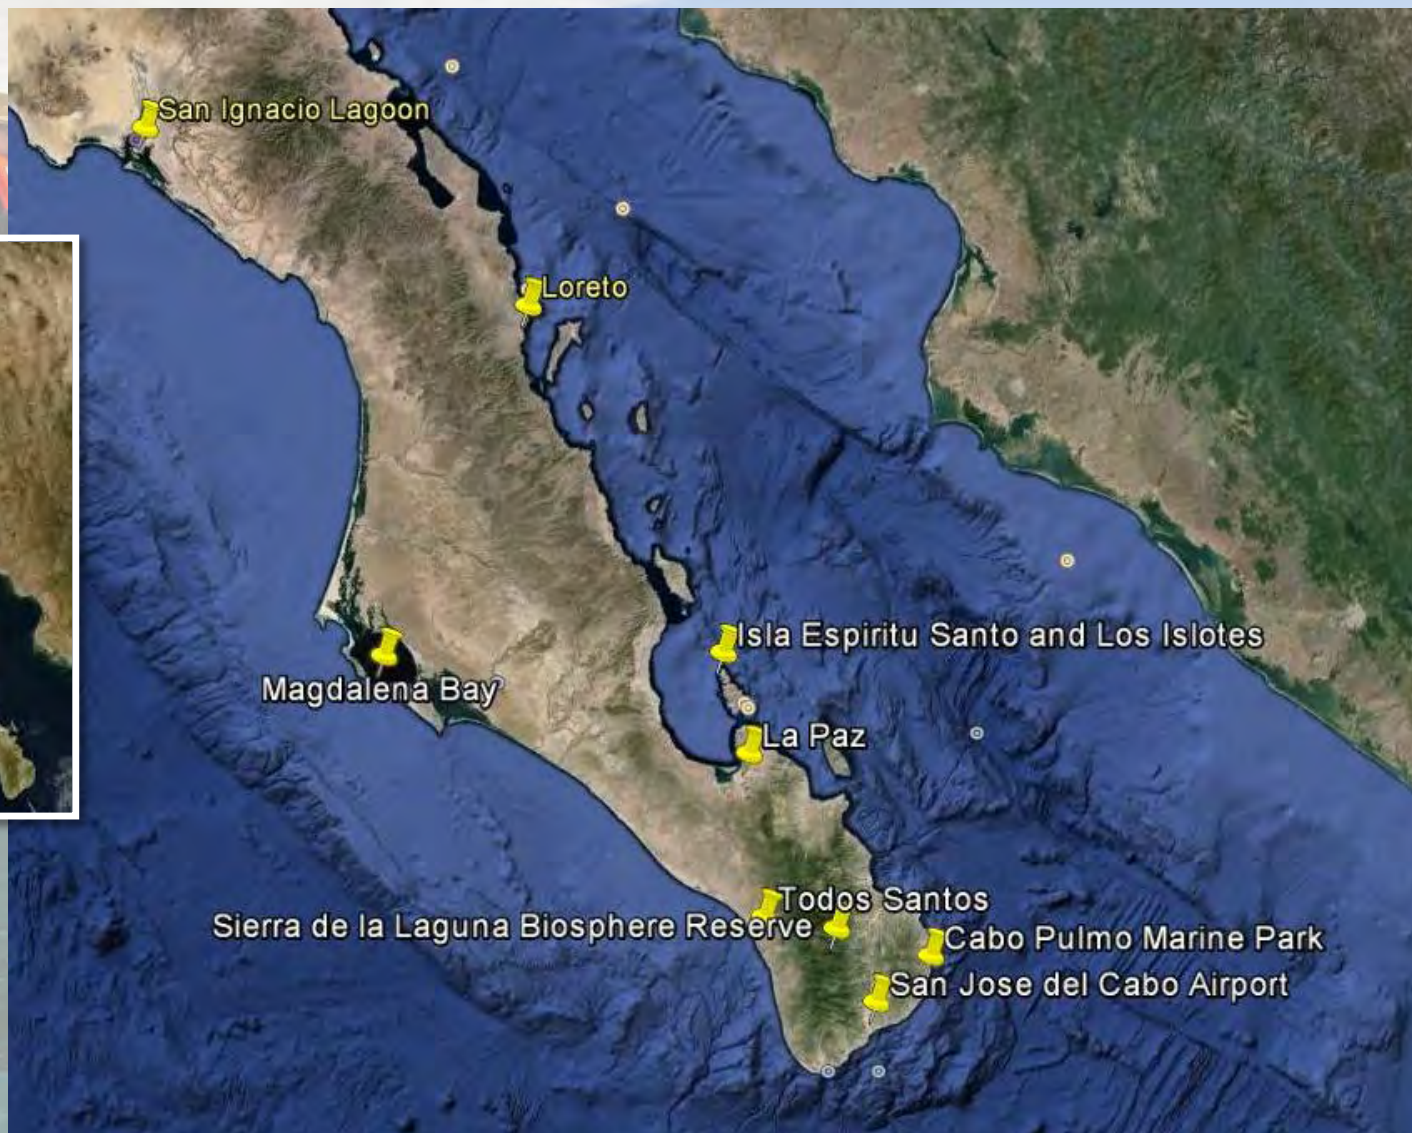 San Ignacio Lagoon
Loreto
Isla Espiritu Santo and Los Islotes
Magdalena Bay
La Paz
Todos Santos
Sierra de la Laguna Biosphere Reserve
Cabo Pulmo Marine Park
San Jose del Cabo Airport